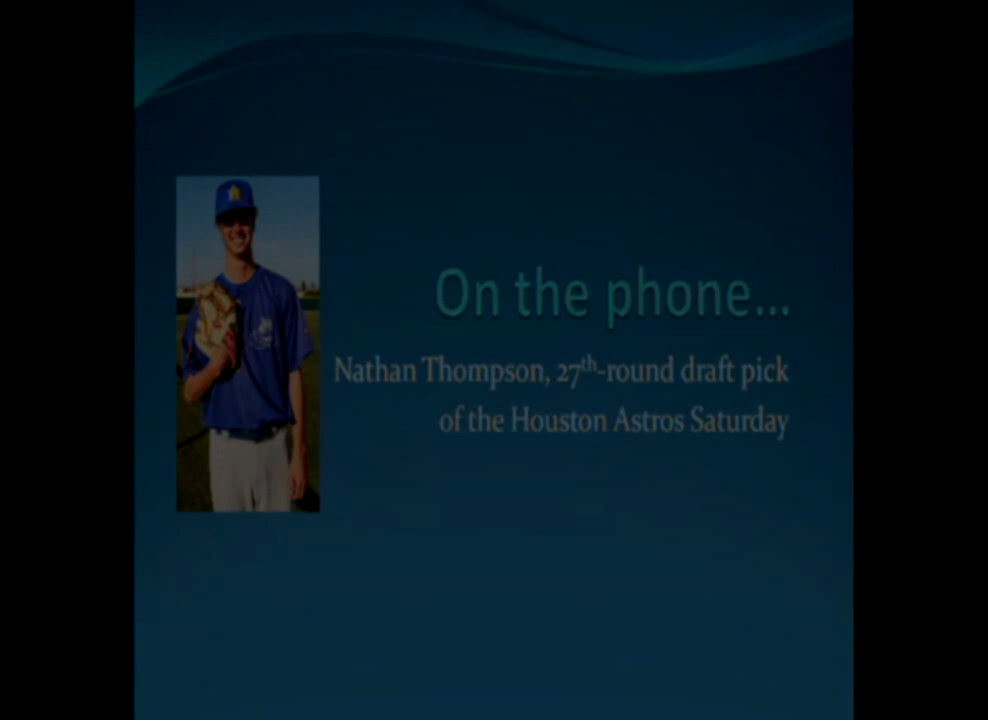 On the phone...
Nathan Thompson, 27th-round draft pick
of the Houston Astros Saturday